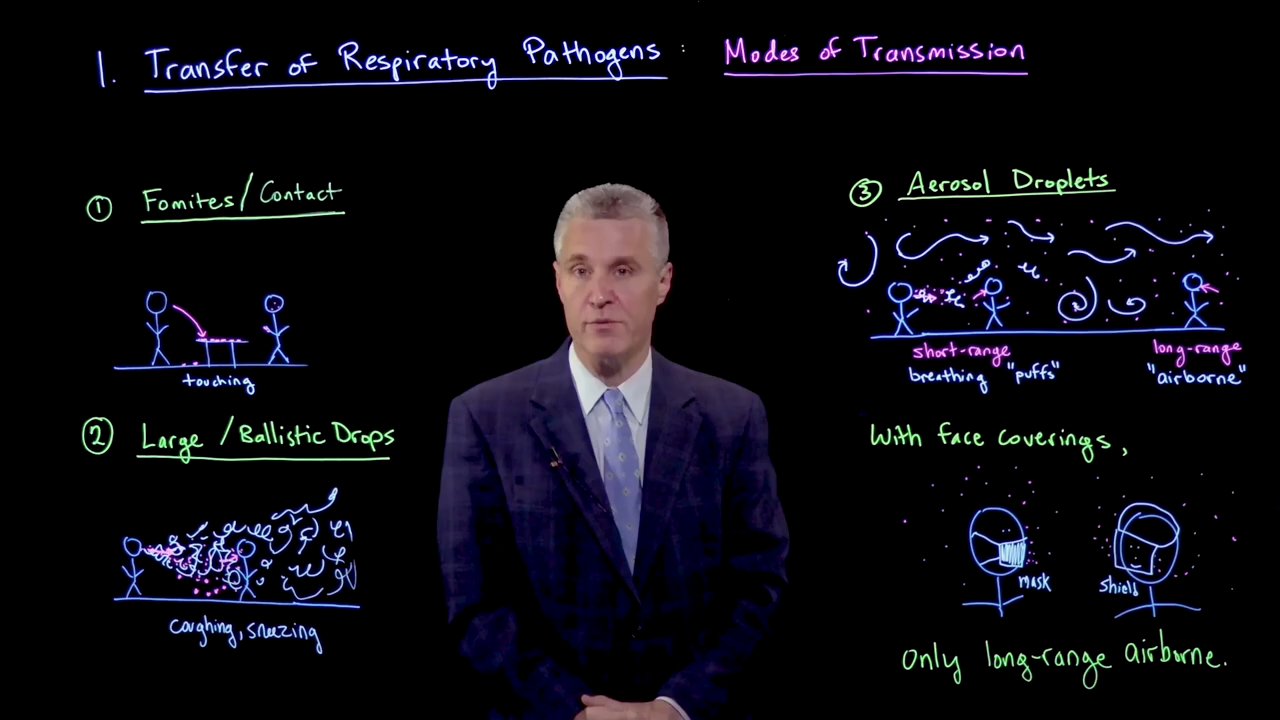 1. Transfer of Respiratory Pathogens : Modes of Transmission
① Fomites/Contact
touching
② Large/Ballistic Drops
coughing, sneezing
③ Aerosol Droplets
short-range
breathing "puffs"
long-range
"airborne"
With face coverings,
mask
shield
Only long-range airborne.